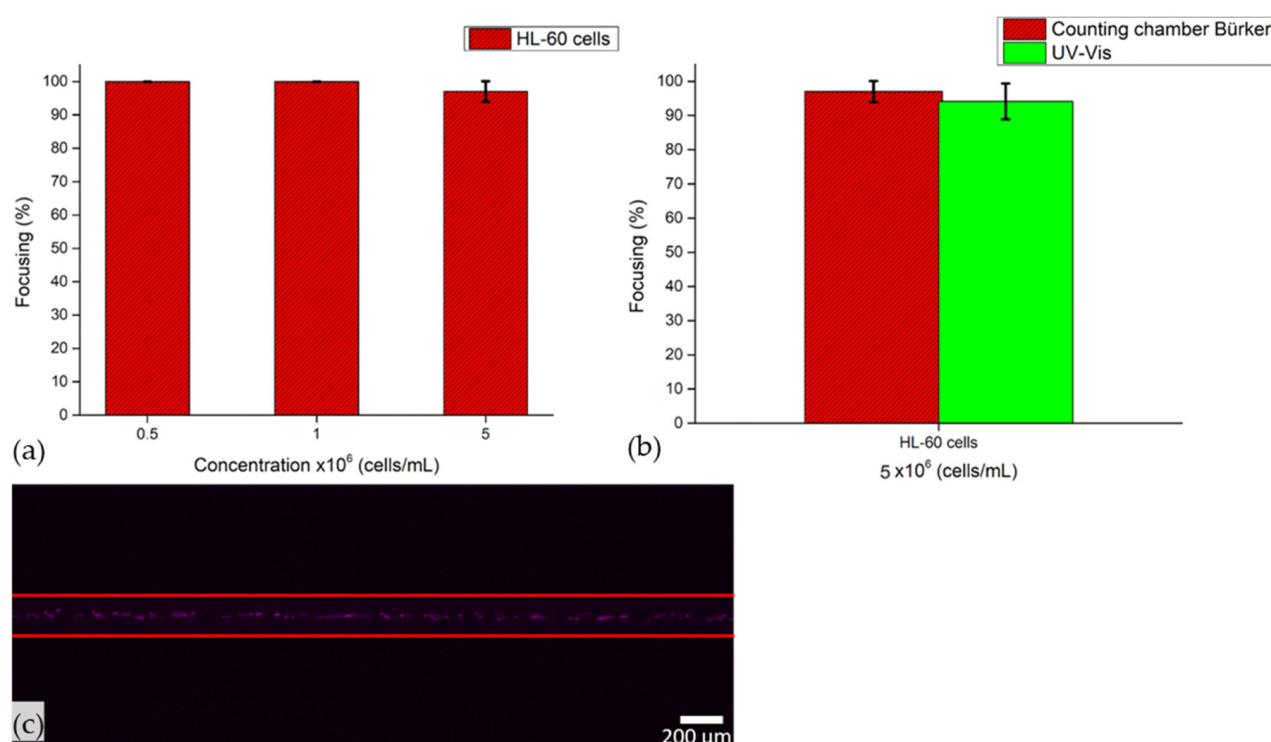 HL-60 cells
100
90
80
70
60
50
40
30
20
10
0
Focusing (%)
0.5 1 5
Concentration x10⁶ (cells/mL)
(a)
Counting chamber Bürker
UV-Vis
100
90
80
70
60
50
40
30
20
10
0
Focusing (%)
HL-60 cells
5 x10⁶ (cells/mL)
(b)
(c)
200 µm